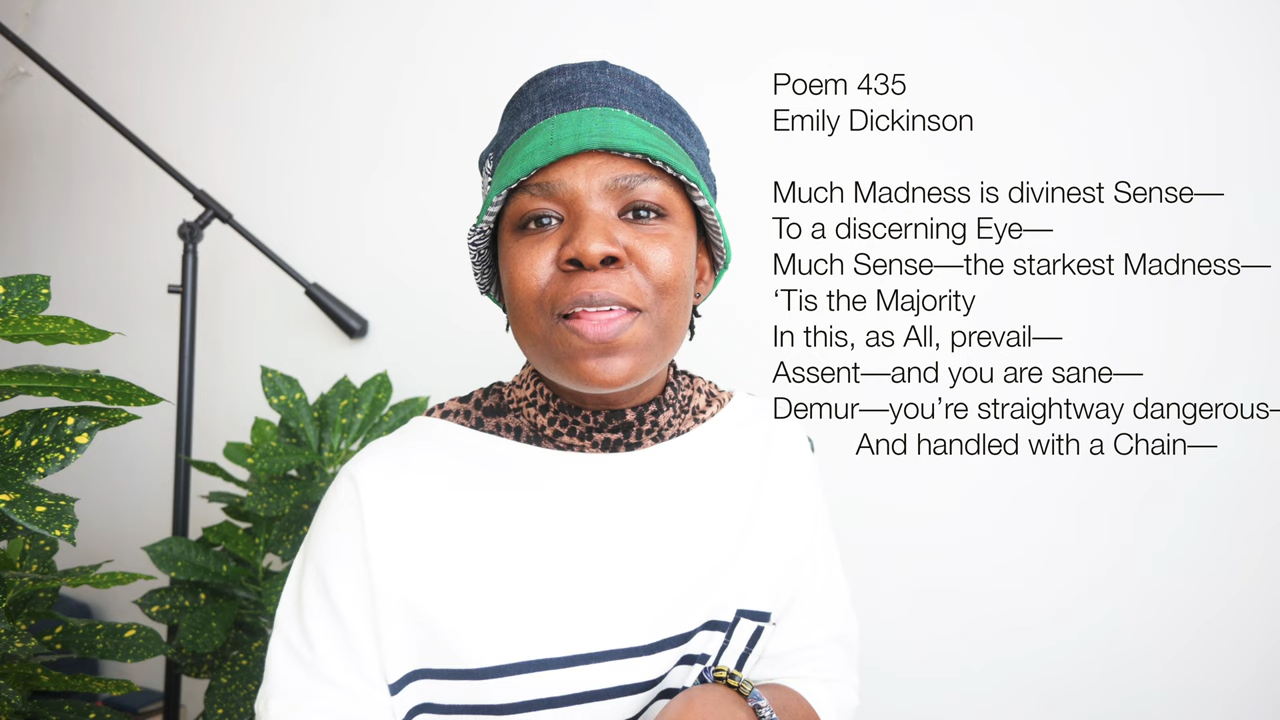 Poem 435
Emily Dickinson
Much Madness is divinest Sense—
To a discerning Eye—
Much Sense—the starkest Madness—
‘Tis the Majority
In this, as All, prevail—
Assent—and you are sane—
Demur—you’re straightway dangerous—
And handled with a Chain—